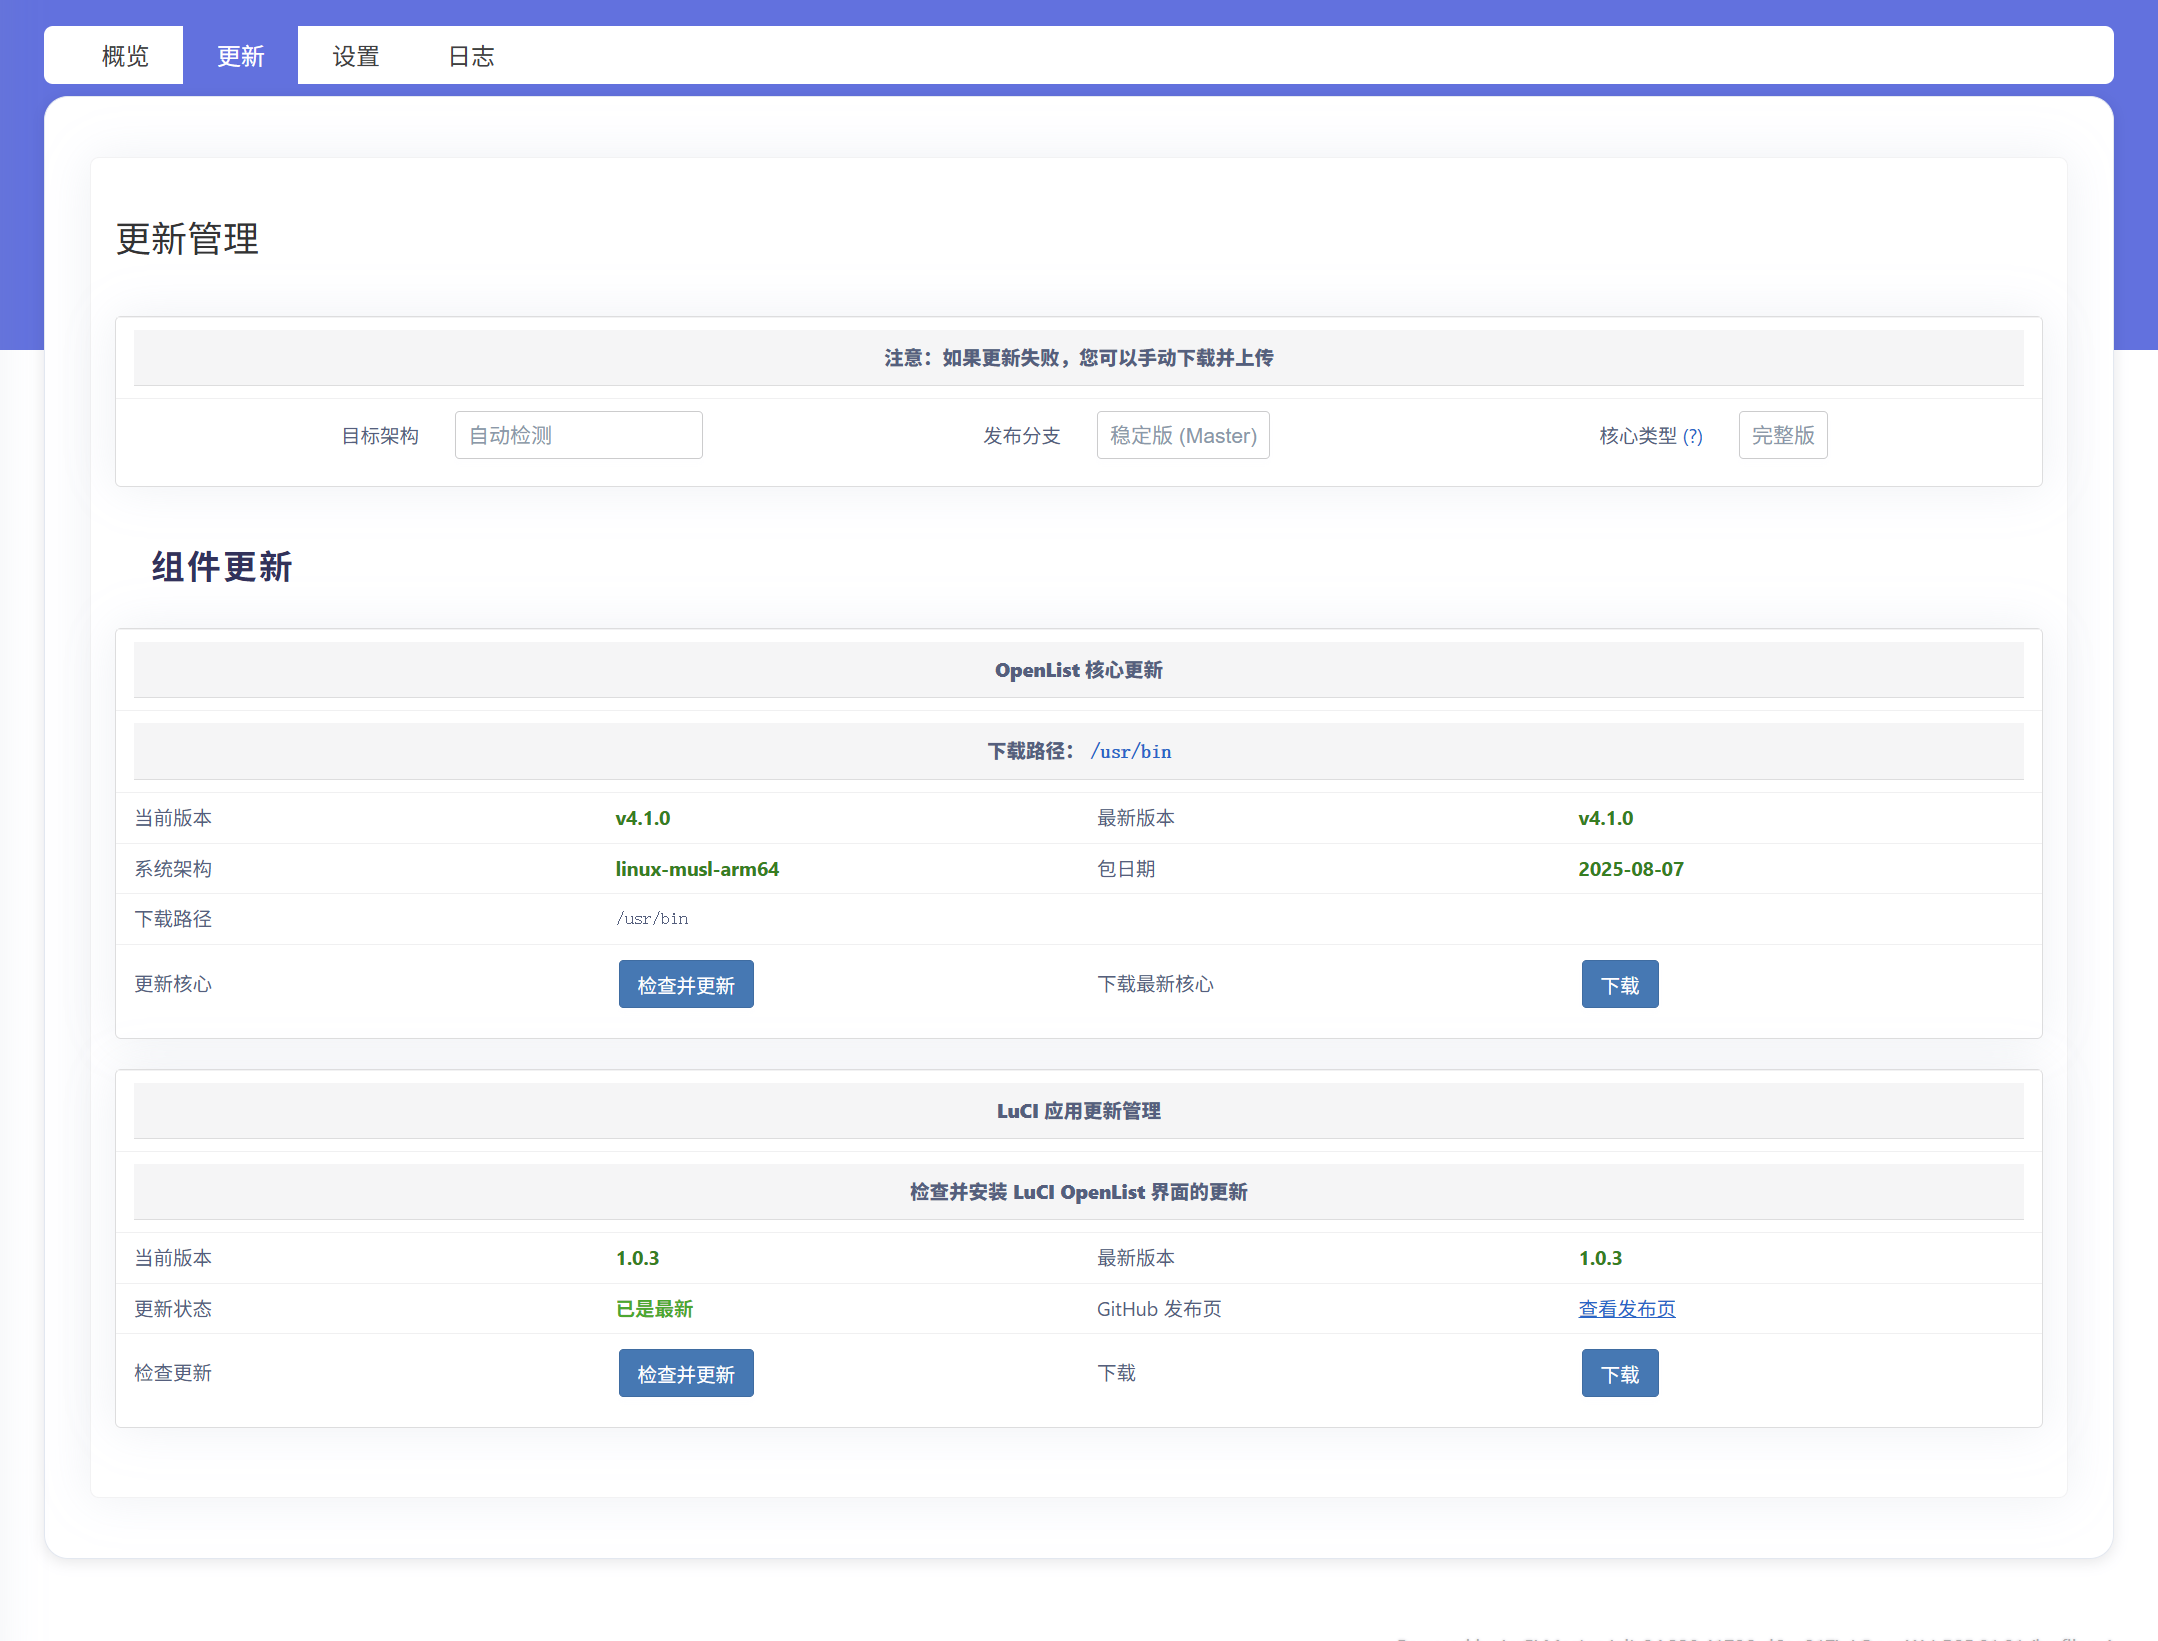 概览 更新 设置 日志
更新管理
注意：如果更新失败，您可以手动下载并上传
目标架构 自动检测 发布分支 稳定版 (Master) 核心类型 (?) 完整版
组件更新
OpenList 核心更新
下载路径： /usr/bin
当前版本 v4.1.0 最新版本 v4.1.0
系统架构 linux-musl-arm64 包日期 2025-08-07
下载路径 /usr/bin
更新核心 检查并更新 下载最新核心 下载
LuCI 应用更新管理
检查并安装 LuCI OpenList 界面的更新
当前版本 1.0.3 最新版本 1.0.3
更新状态 已是最新 GitHub 发布页 查看发布页
检查更新 检查并更新 下载 下载